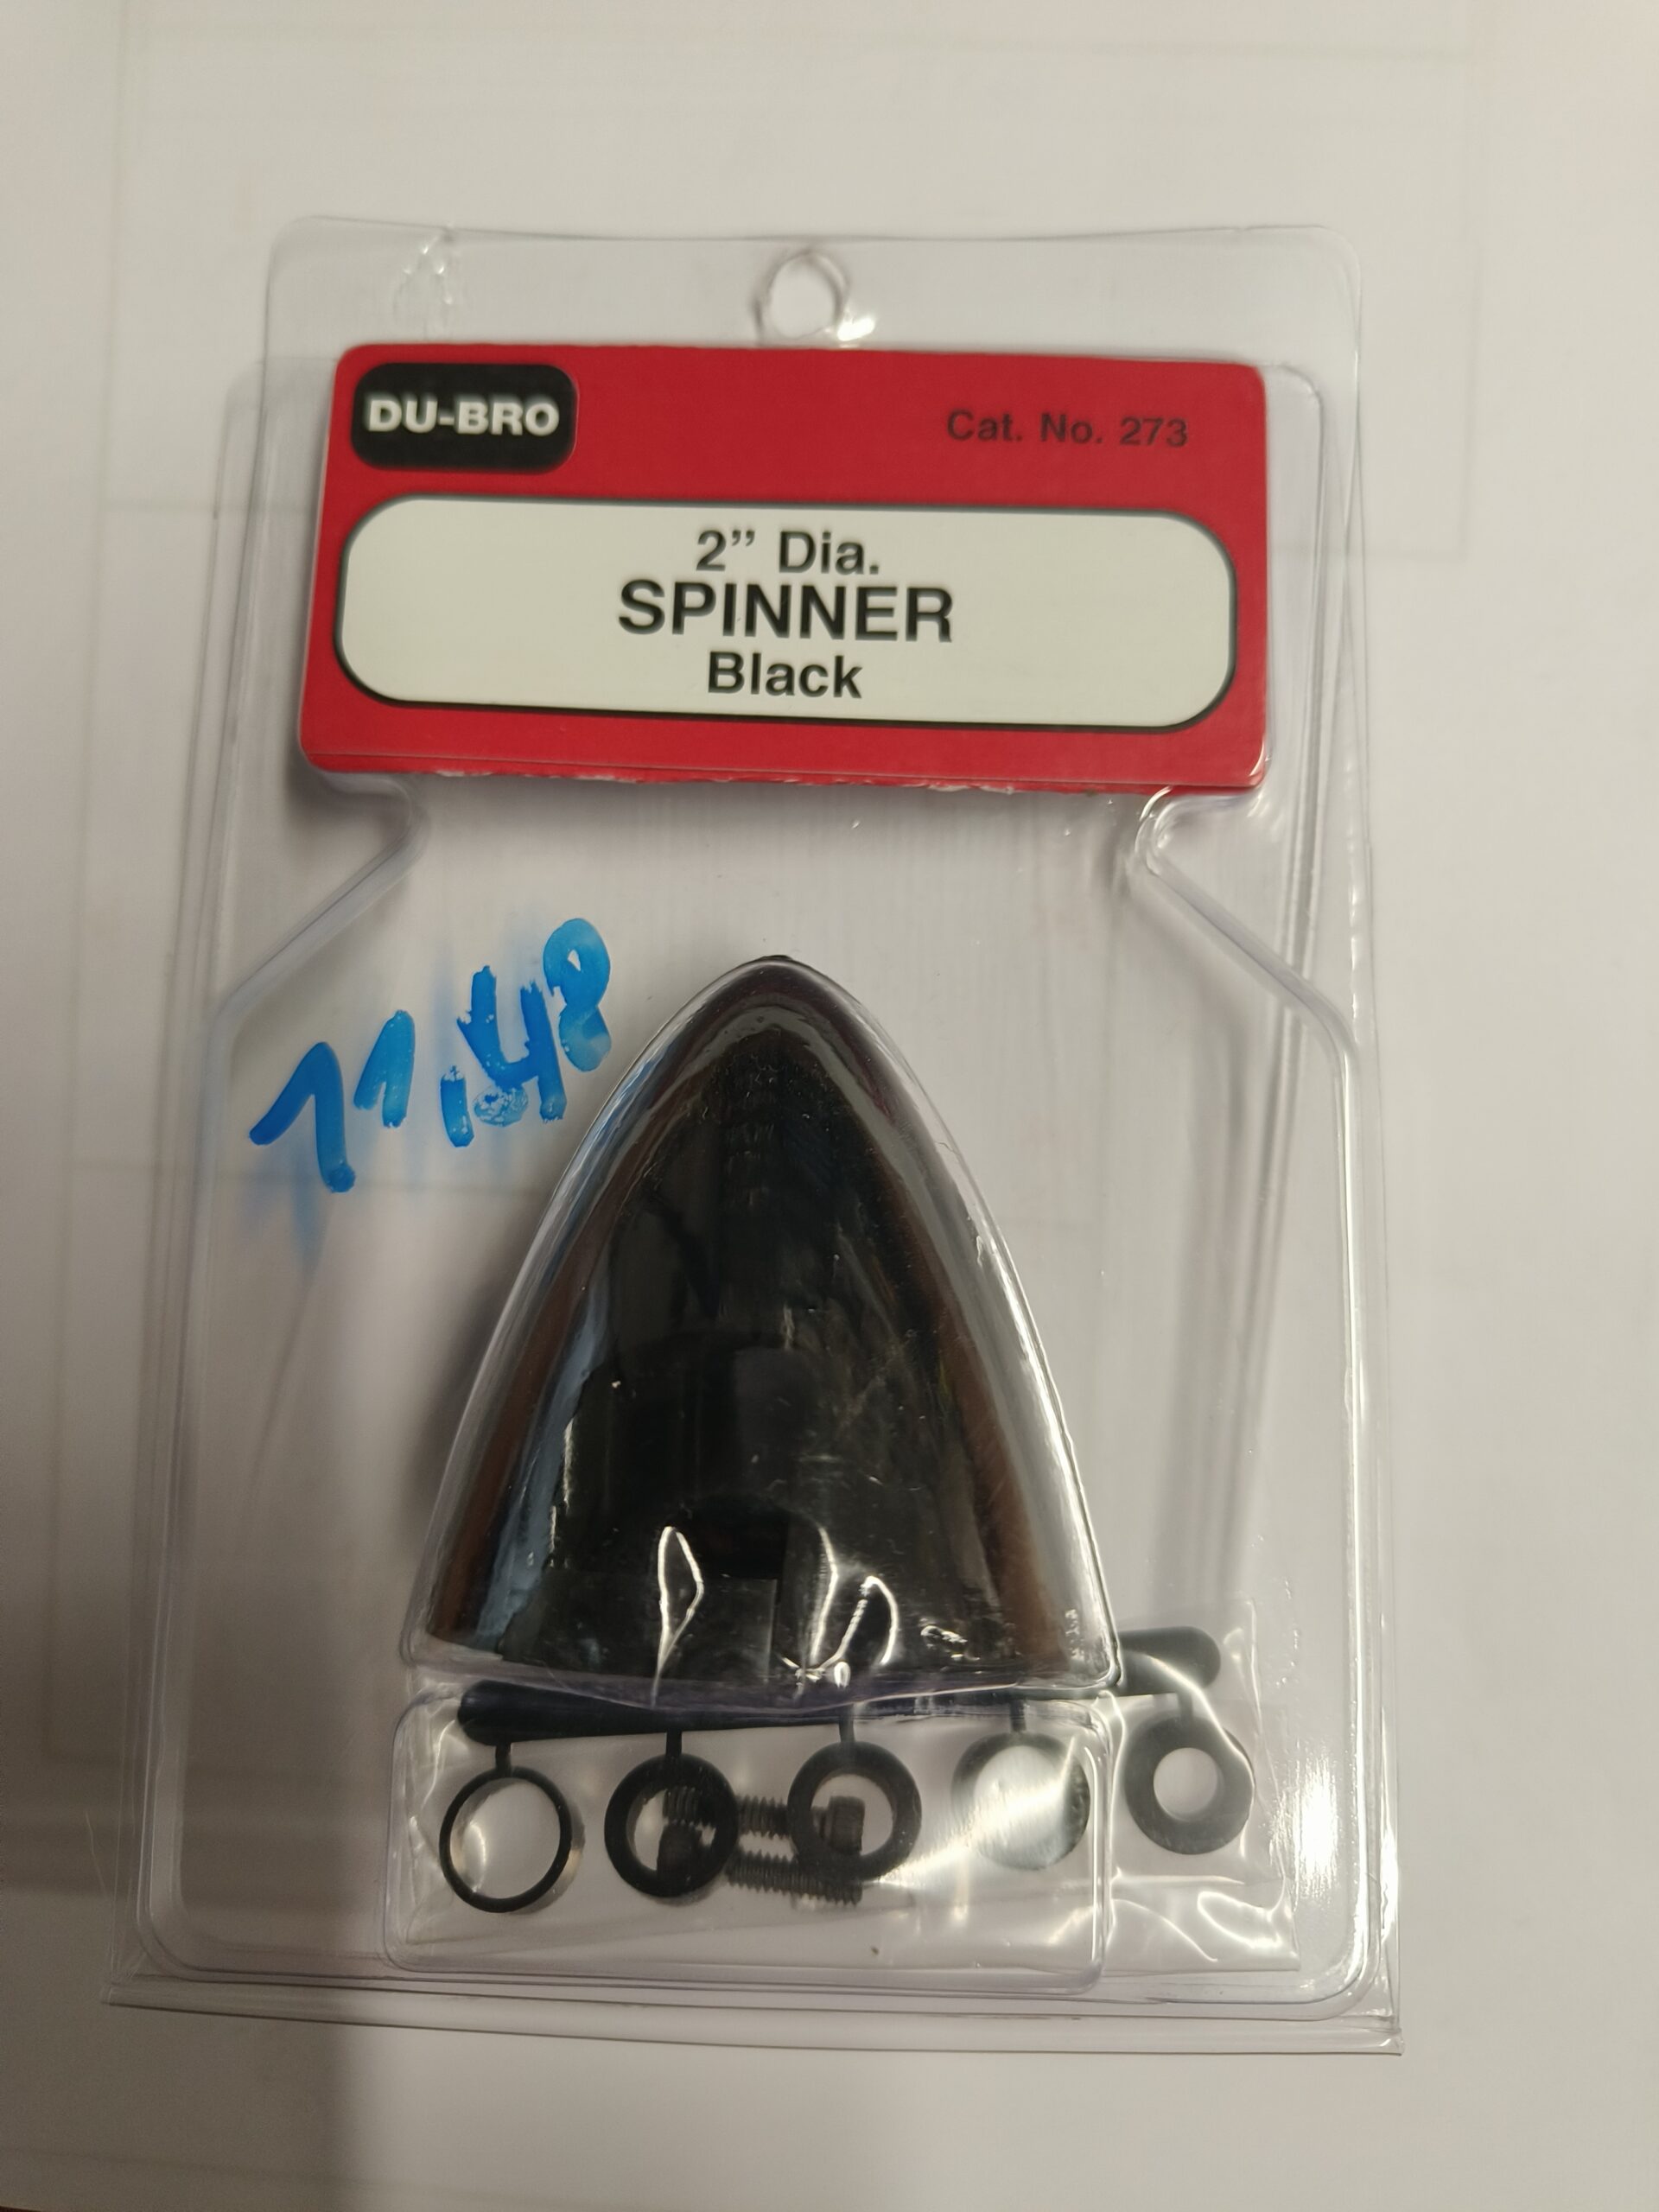 DU-BRO
Cat. No. 273
2” Dia.
SPINNER
Black
11,48